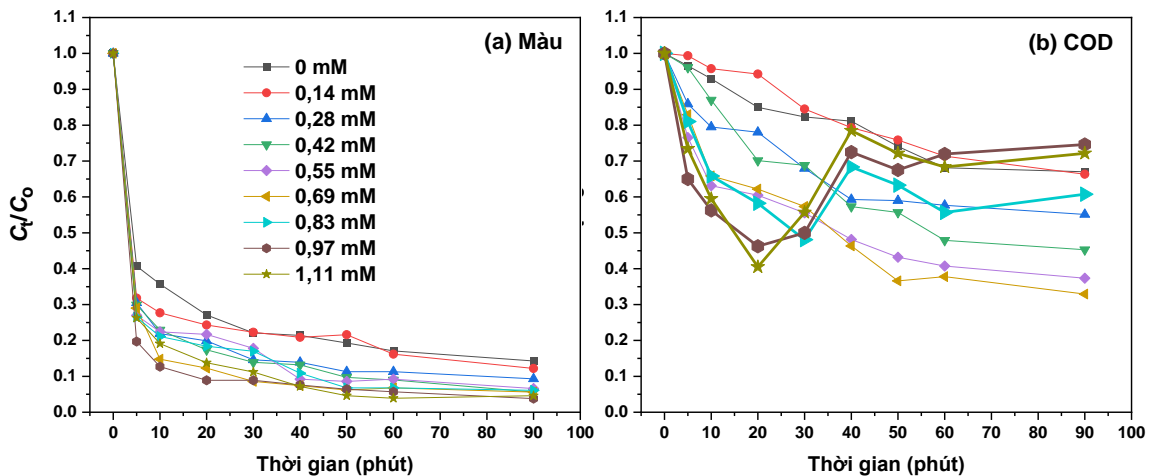 (a) Màu
0 mM
0,14 mM
0,28 mM
0,42 mM
0,55 mM
0,69 mM
0,83 mM
0,97 mM
1,11 mM
Ct/Co
1.1
1.0
0.9
0.8
0.7
0.6
0.5
0.4
0.3
0.2
0.1
0.0
0 10 20 30 40 50 60 70 80 90 100
Thời gian (phút)
(b) COD
1.1
1.0
0.9
0.8
0.7
0.6
0.5
0.4
0.3
0.2
0.1
0.0
0 10 20 30 40 50 60 70 80 90 100
Thời gian (phút)